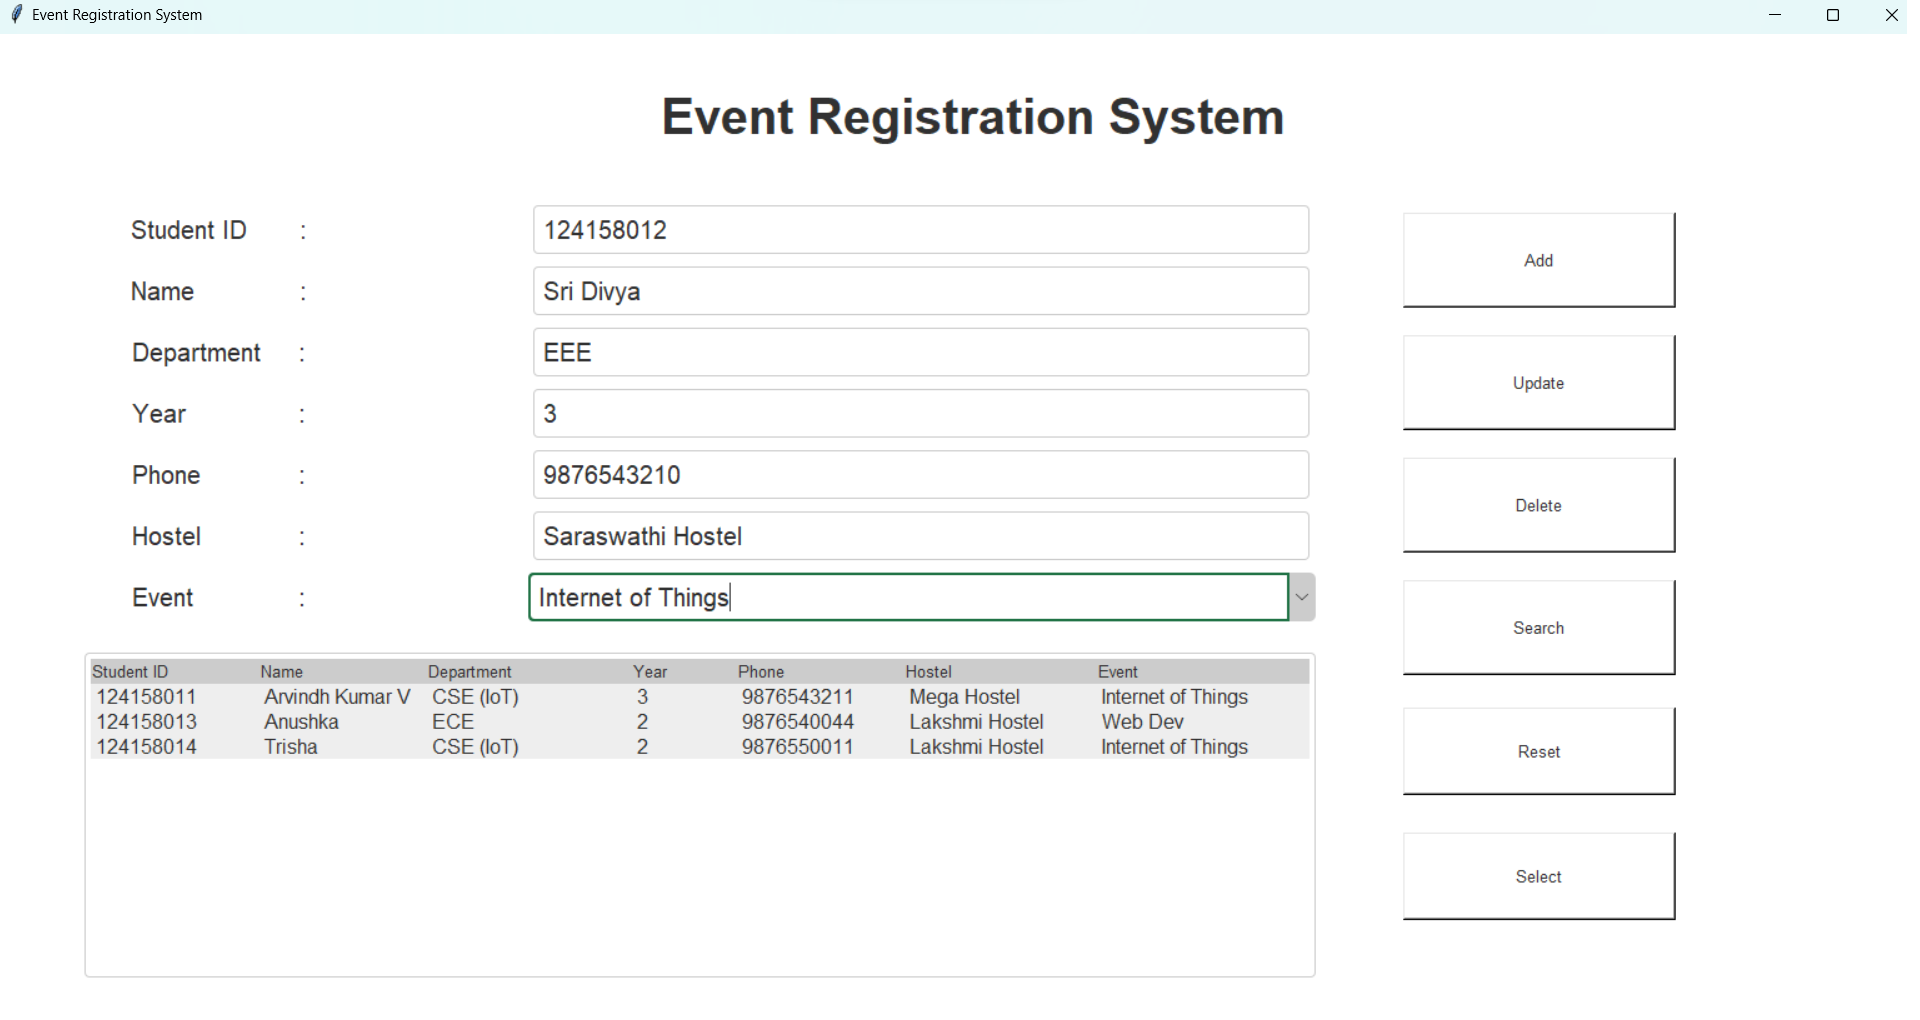 Event Registration System
Event Registration System
Student ID : 124158012
Name : Sri Divya
Department : EEE
Year : 3
Phone : 9876543210
Hostel : Saraswathi Hostel
Event : Internet of Things
Add
Update
Delete
Search
Reset
Select
Student ID Name Department Year Phone Hostel Event
124158011 Arvindh Kumar V CSE (IoT) 3 9876543211 Mega Hostel Internet of Things
124158013 Anushka ECE 2 9876540044 Lakshmi Hostel Web Dev
124158014 Trisha CSE (IoT) 2 9876550011 Lakshmi Hostel Internet of Things